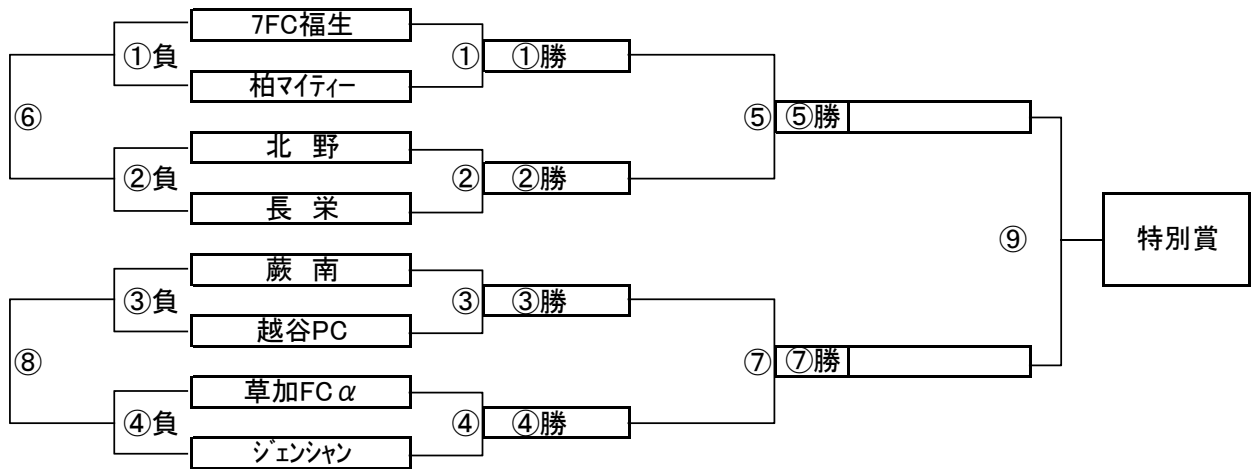 7FC福生
①負
①
①勝
柏マイティー
⑥
⑤
⑤勝
北 野
②負
②
②勝
長 栄
⑨
特別賞
蕨 南
③負
③
③勝
越谷PC
⑧
⑦
⑦勝
草加FCα
④負
④
④勝
ジェンシャン